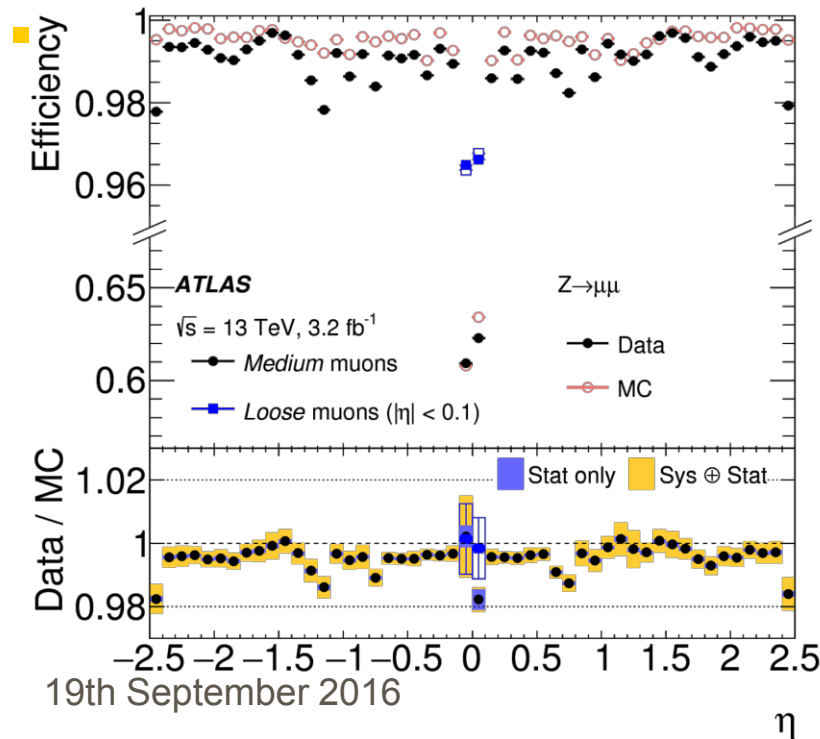 Efficiency
1
0.98
0.96
0.65
0.6
ATLAS
√s = 13 TeV, 3.2 fb⁻¹
Medium muons
Loose muons (|η| < 0.1)
Z→μμ
Data
MC
Data / MC
1.02
1
0.98
Stat only
Sys ⊕ Stat
−2.5 −2 −1.5 −1 −0.5 0 0.5 1 1.5 2 2.5
19th September 2016
η